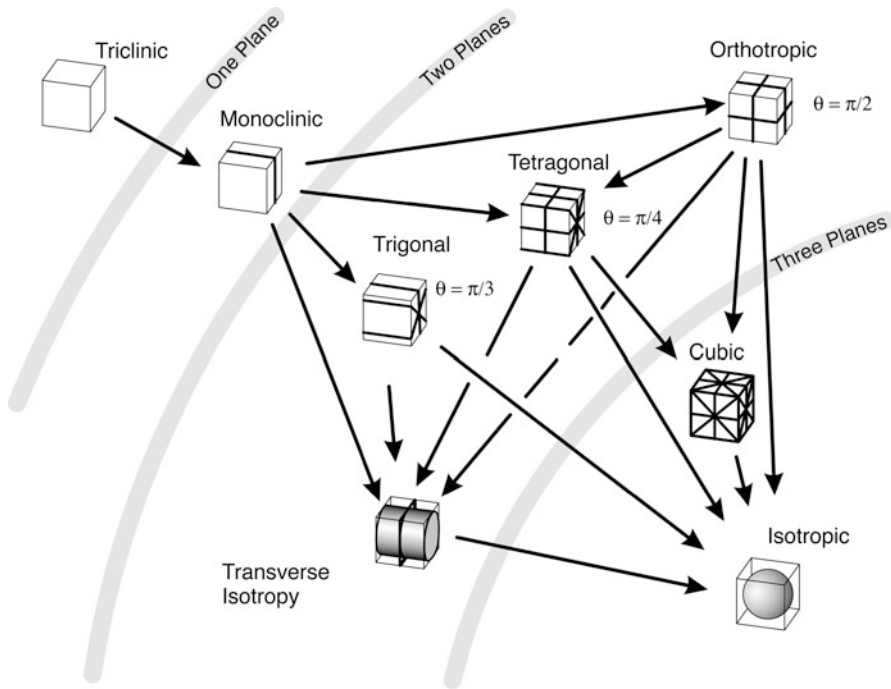 Triclinic
One Plane
Two Planes
Orthotropic
θ = π/2
Monoclinic
Tetragonal
θ = π/4
Trigonal
θ = π/3
Three Planes
Cubic
Transverse
Isotropy
Isotropic